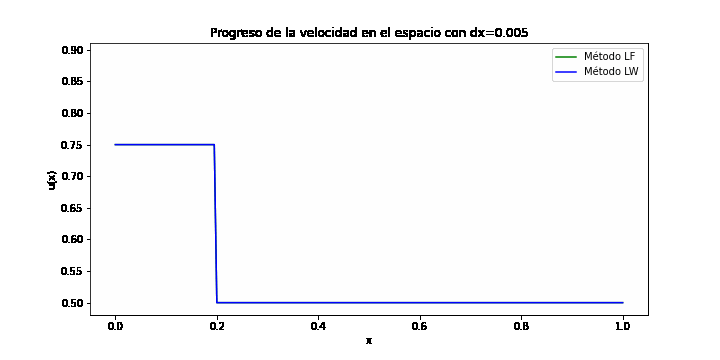 Progreso de la velocidad en el espacio con dx=0.005
Método LF
Método LW
0.90
0.85
0.80
0.75
0.70
0.65
0.60
0.55
0.50
u(x)
0.0 0.2 0.4 0.6 0.8 1.0
x